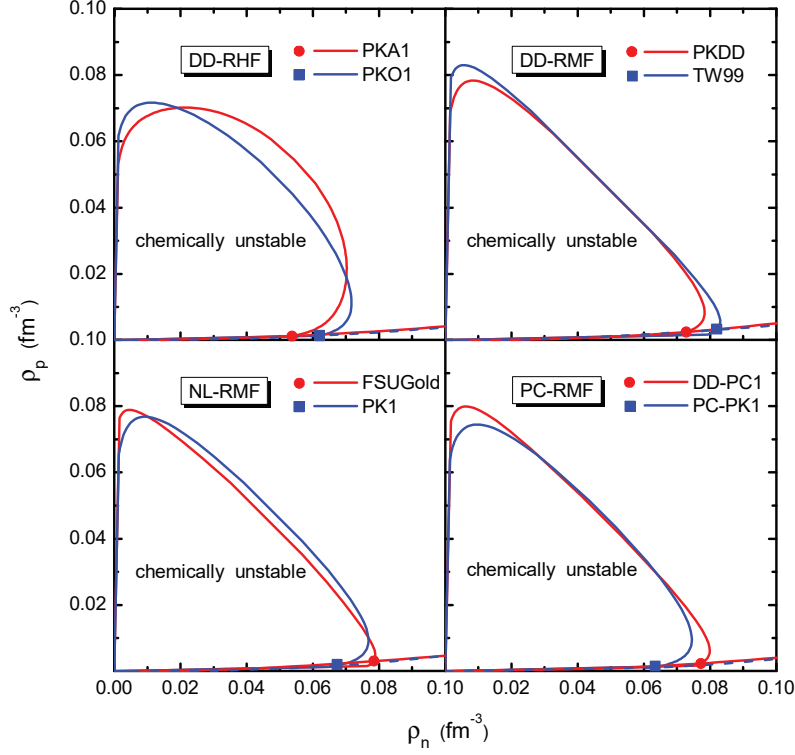 0.10
0.08
0.06
0.04
0.02
0.10
0.08
0.06
0.04
0.02
ρp (fm⁻³)
DD-RHF
PKA1
PKO1
chemically unstable
DD-RMF
PKDD
TW99
chemically unstable
NL-RMF
FSUGold
PK1
chemically unstable
PC-RMF
DD-PC1
PC-PK1
chemically unstable
0.00 0.02 0.04 0.06 0.08 0.1 0.02 0.04 0.06 0.08 0.10
ρn (fm⁻³)